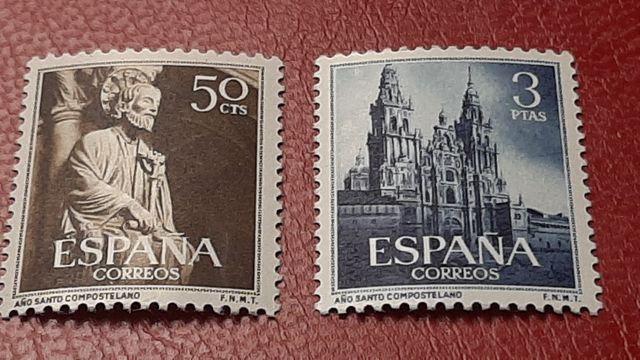 50
CTS
ESPAÑA
CORREOS
AÑO SANTO COMPOSTELANO F.N.M.T.
3
PTAS
ESPAÑA
CORREOS
AÑO SANTO COMPOSTELANO F.N.M.T.